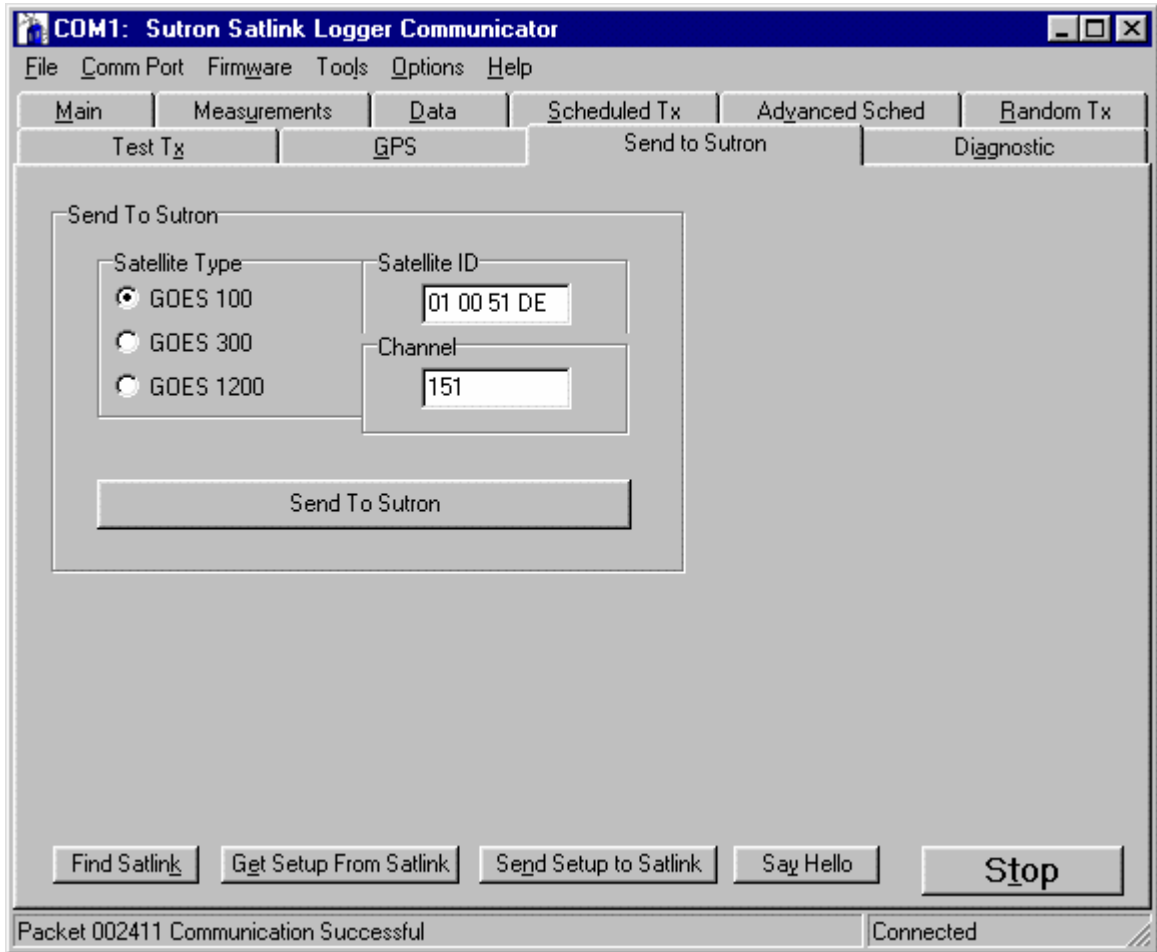 COM1: Sutron Satlink Logger Communicator
File Comm Port Firmware Tools Options Help
Main Measurements Data Scheduled Tx Advanced Sched Random Tx
Test Tx GPS Send to Sutron Diagnostic
Send To Sutron
Satellite Type Satellite ID
GOES 100 01 00 51 DE
GOES 300 Channel
GOES 1200 151
Send To Sutron
Find Satlink Get Setup From Satlink Send Setup to Satlink Say Hello Stop
Packet 002411 Communication Successful Connected